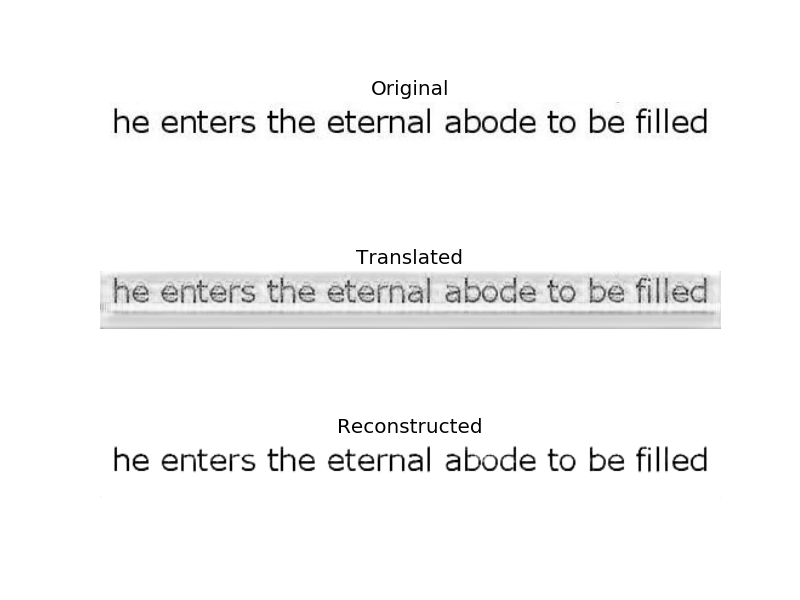 Original
he enters the eternal abode to be filled
Translated
he enters the eternal abode to be filled
Reconstructed
he enters the eternal abode to be filled